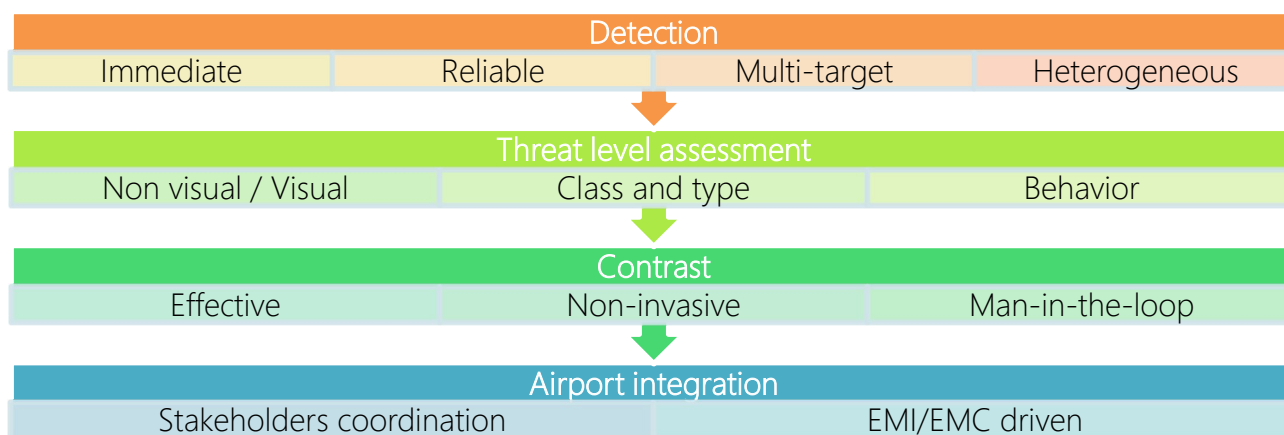 Detection
Immediate Reliable Multi-target Heterogeneous
Threat level assessment
Non visual / Visual Class and type Behavior
Contrast
Effective Non-invasive Man-in-the-loop
Airport integration
Stakeholders coordination EMI/EMC driven